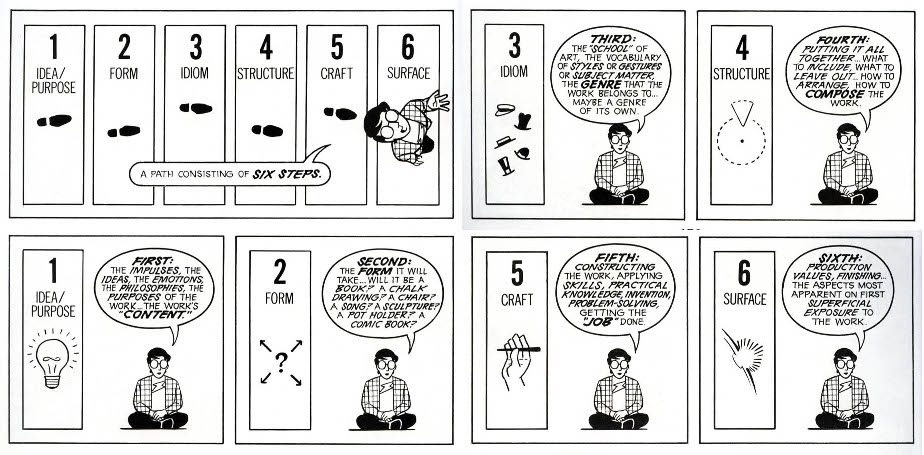 1
IDEA/
PURPOSE
2
FORM
3
IDIOM
4
STRUCTURE
5
CRAFT
6
SURFACE
A PATH CONSISTING OF SIX STEPS.
1
IDEA/
PURPOSE
FIRST:
THE IMPULSES, THE
IDEAS, THE EMOTIONS,
THE PHILOSOPHIES, THE
PURPOSES OF THE
WORK... THE WORK'S
"CONTENT."
2
FORM
?
SECOND:
THE FORM IT WILL
TAKE... WILL IT BE A
BOOK? A CHALK
DRAWING? A CHAIR?
A SONG? A SCULPTURE?
A POT HOLDER? A
COMIC BOOK?
3
IDIOM
THIRD:
THE "SCHOOL" OF
ART, THE VOCABULARY
OF STYLES OR GESTURES
OR SUBJECT MATTER,
THE GENRE THAT THE
WORK BELONGS TO...
MAYBE A GENRE
OF ITS OWN.
4
STRUCTURE
FOURTH:
PUTTING IT ALL
TOGETHER... WHAT
TO INCLUDE, WHAT TO
LEAVE OUT... HOW TO
ARRANGE, HOW TO
COMPOSE THE
WORK.
5
CRAFT
FIFTH:
CONSTRUCTING
THE WORK, APPLYING
SKILLS, PRACTICAL
KNOWLEDGE, INVENTION,
PROBLEM-SOLVING,
GETTING THE
"JOB" DONE.
6
SURFACE
SIXTH:
PRODUCTION
VALUES, FINISHING...
THE ASPECTS MOST
APPARENT ON FIRST
SUPERFICIAL
EXPOSURE TO
THE WORK.